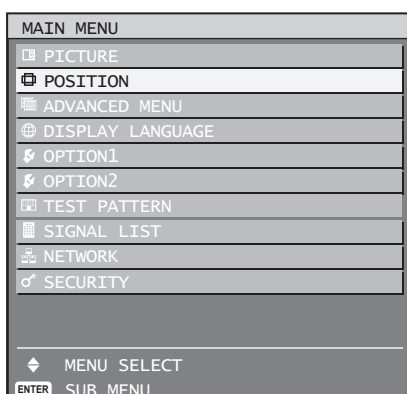 MAIN MENU
PICTURE
POSITION
ADVANCED MENU
DISPLAY LANGUAGE
OPTION1
OPTION2
TEST PATTERN
SIGNAL LIST
NETWORK
SECURITY
MENU SELECT
ENTER SUB MENU